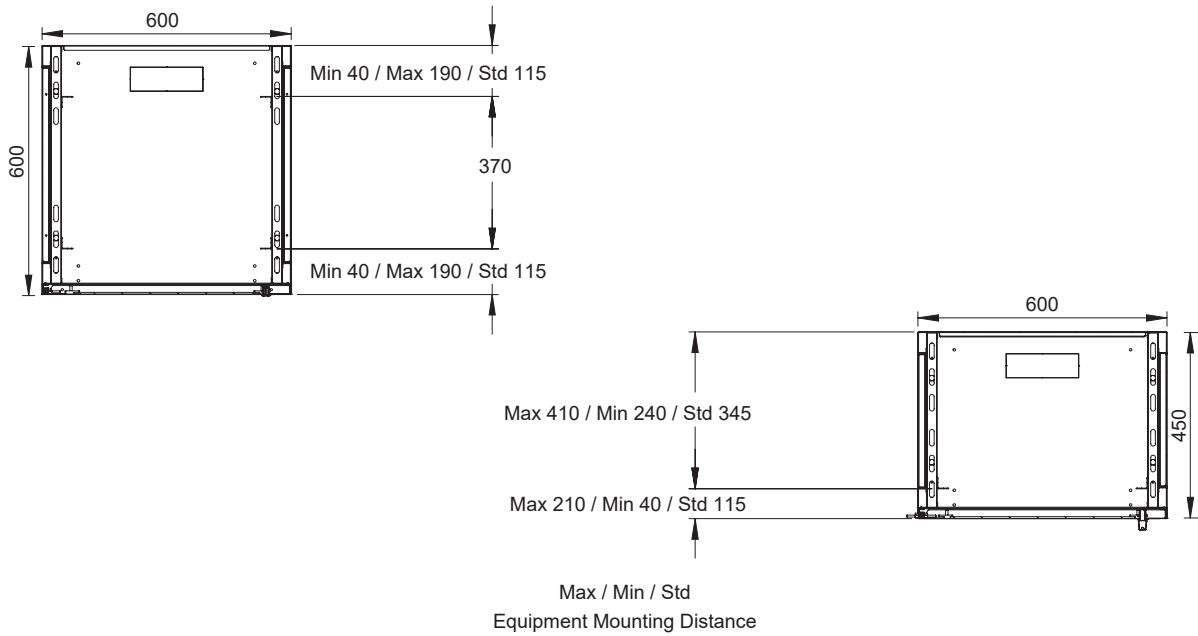 600
Min 40 / Max 190 / Std 115
600
370
Min 40 / Max 190 / Std 115
600
Max 410 / Min 240 / Std 345
450
Max 210 / Min 40 / Std 115
Max / Min / Std
Equipment Mounting Distance